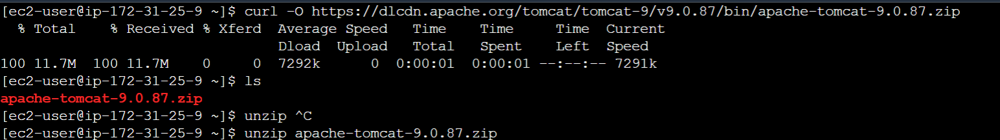 [ec2-user@ip-172-31-25-9 ~]$ curl -O https://dlcdn.apache.org/tomcat/tomcat-9/v9.0.87/bin/apache-tomcat-9.0.87.zip
  % Total    % Received % Xferd  Average Speed   Time    Time     Time  Current
                                 Dload  Upload   Total   Spent    Left  Speed
100 11.7M  100 11.7M    0     0  7292k      0  0:00:01  0:00:01 --:--:-- 7291k
[ec2-user@ip-172-31-25-9 ~]$ ls
apache-tomcat-9.0.87.zip
[ec2-user@ip-172-31-25-9 ~]$ unzip ^C
[ec2-user@ip-172-31-25-9 ~]$ unzip apache-tomcat-9.0.87.zip